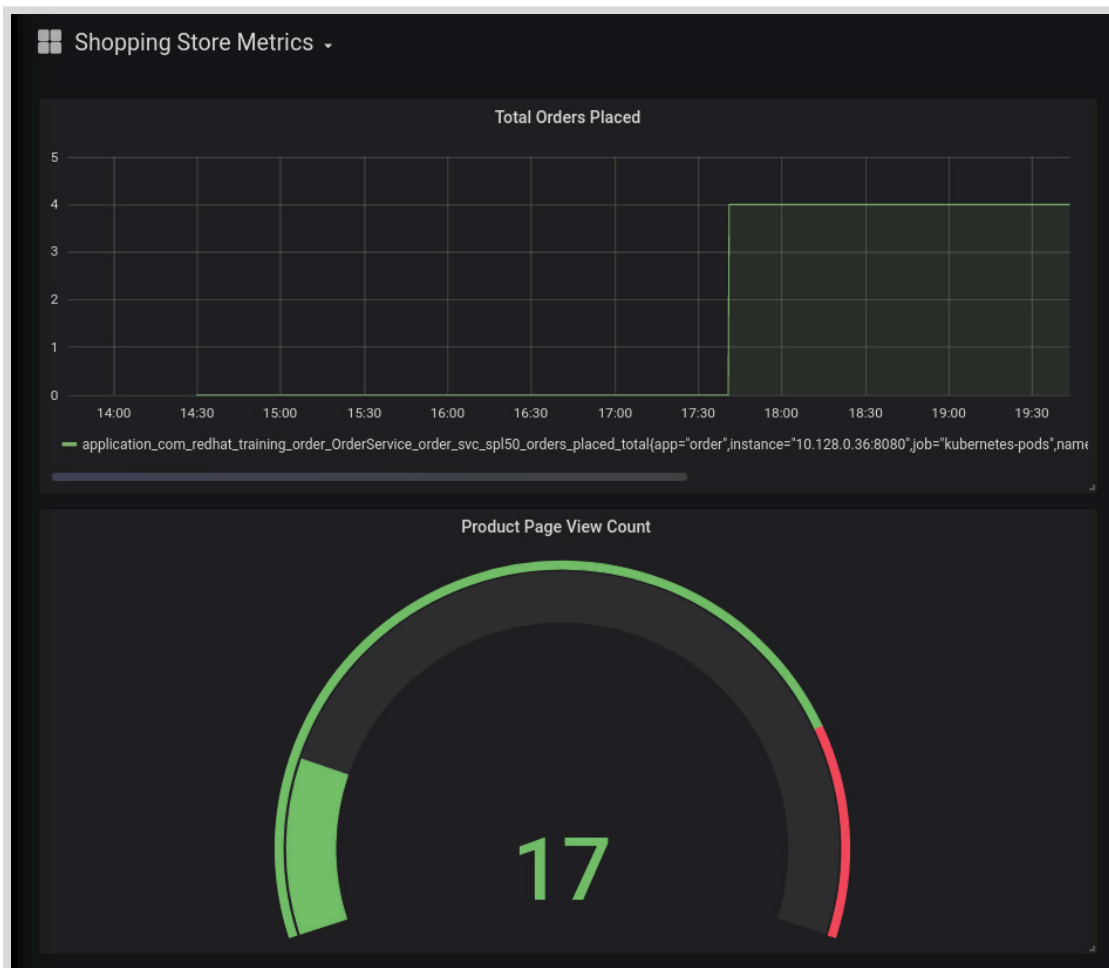 Shopping Store Metrics
Total Orders Placed
5
4
3
2
1
0
14:00 14:30 15:00 15:30 16:00 16:30 17:00 17:30 18:00 18:30 19:00 19:30
application_com_redhat_training_order_OrderService_order_svc_spl50_orders_placed_total{app="order",instance="10.128.0.36:8080",job="kubernetes-pods",name
Product Page View Count
17